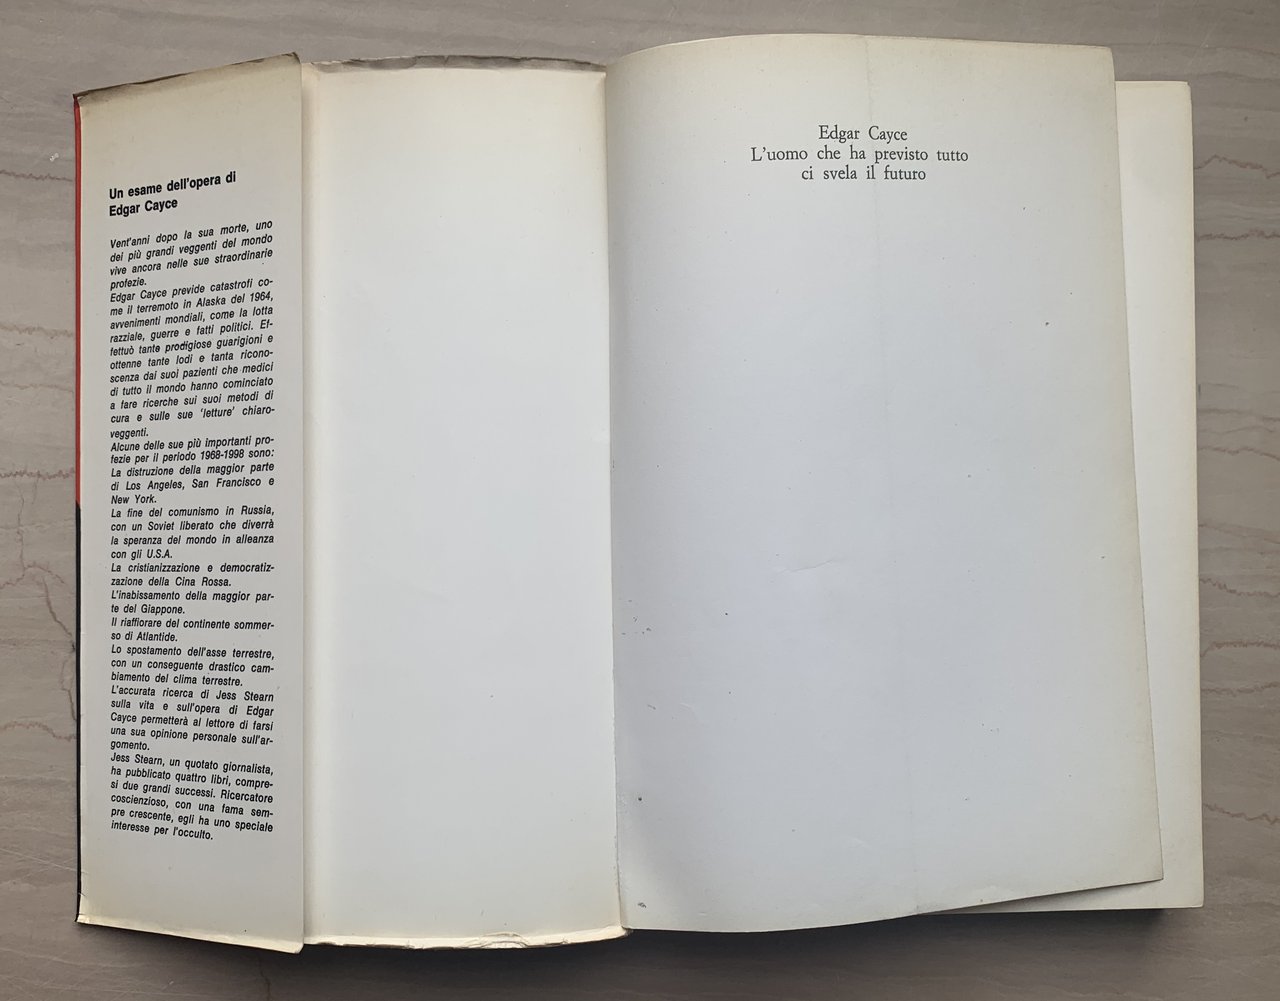 Un esame dell'opera di
Edgar Cayce
Vent'anni dopo la sua morte, uno
dei più grandi veggenti del mondo
vive ancora nelle sue straordinarie
profezie.
Edgar Cayce previde catastrofi co-
me il terremoto in Alaska del 1964,
avvenimenti mondiali, come la lotta
razziale, guerre e fatti politici. Ef-
fettuò tante prodigiose guarigioni e
ottenne tante lodi e tanta ricono-
scenza dai suoi pazienti che medici
di tutto il mondo hanno cominciato
a fare ricerche sui suoi metodi di
cura e sulle sue 'letture' chiaro-
veggenti.
Alcune delle sue più importanti pro-
fezie per il periodo 1968-1998 sono:
La distruzione della maggior parte
di Los Angeles, San Francisco e
New York.
La fine del comunismo in Russia,
con un Soviet liberato che diverrà
la speranza del mondo in alleanza
con gli U.S.A.
La cristianizzazione e democratiz-
zazione della Cina Rossa.
L'inabissamento della maggior par-
te del Giappone.
Il riaffiorare del continente sommer-
so di Atlantide.
Lo spostamento dell'asse terrestre,
con un conseguente drastico cam-
biamento del clima terrestre.
L'accurata ricerca di Jess Stearn
sulla vita e sull'opera di Edgar
Cayce permetterà al lettore di farsi
una sua opinione personale sull'ar-
gomento.
Jess Stearn, un quotato giornalista,
ha pubblicato quattro libri, compre-
si due grandi successi. Ricercatore
coscienzioso, con una fama sem-
pre crescente, egli ha uno speciale
interesse per l'occulto.
Edgar Cayce
L'uomo che ha previsto tutto
ci svela il futuro